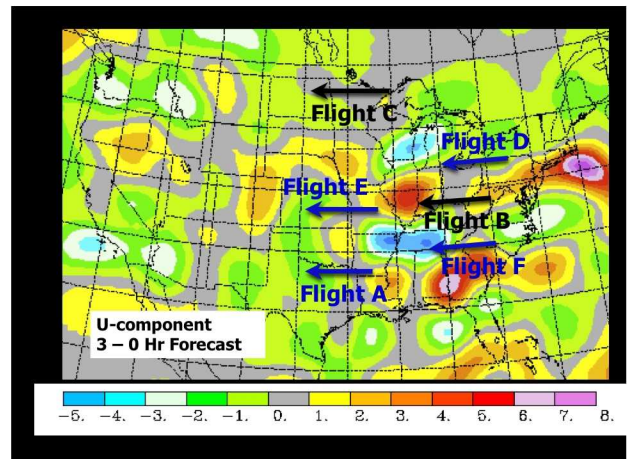 Flight C
Flight D
Flight E
Flight B
Flight F
Flight A
U-component
3 – 0 Hr Forecast
-5. -4. -3. -2. -1. 0. 1. 2. 3. 4. 5. 6. 7. 8.